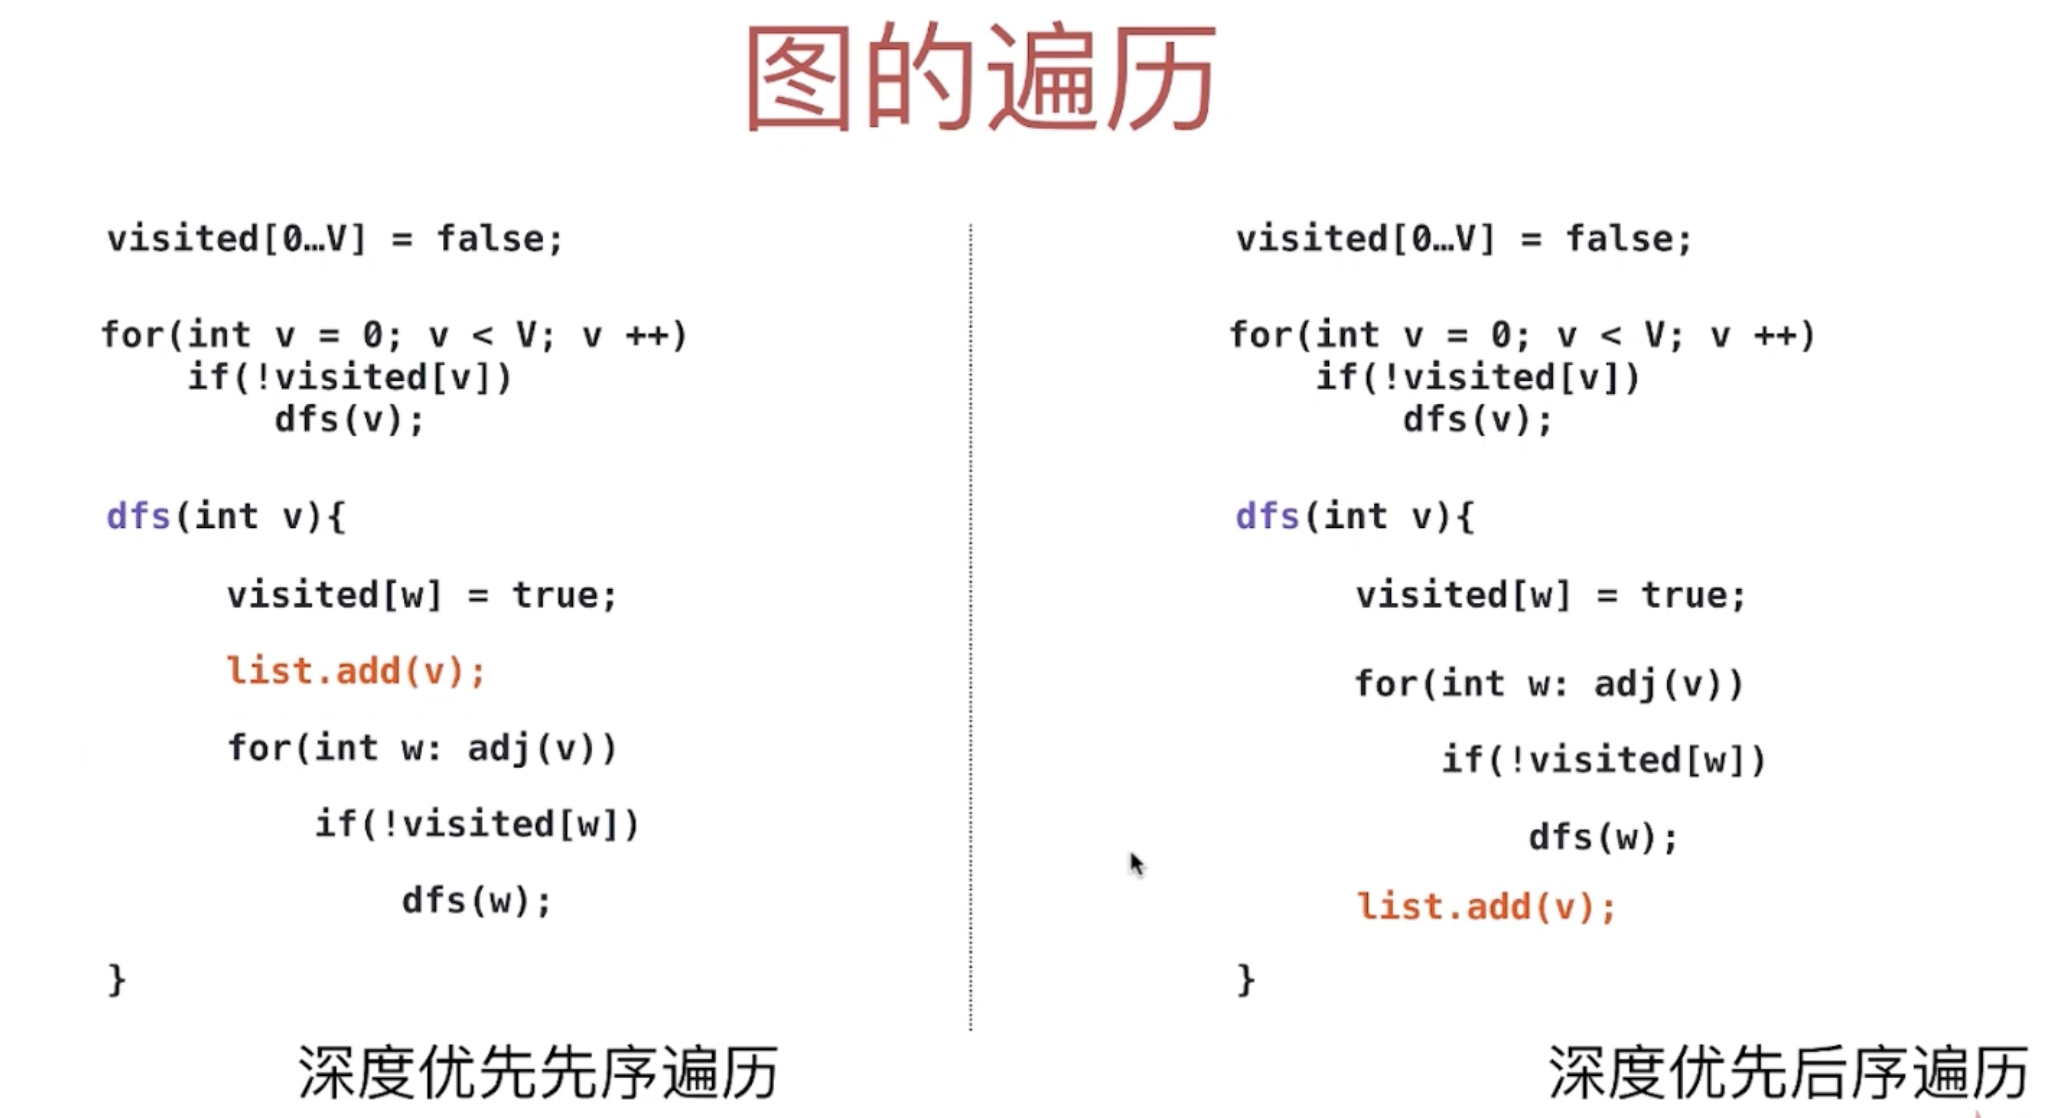 图的遍历
visited[0…V] = false;
for(int v = 0; v < V; v ++)
if(!visited[v])
dfs(v);
dfs(int v){
visited[w] = true;
list.add(v);
for(int w: adj(v))
if(!visited[w])
dfs(w);
}
深度优先先序遍历
visited[0…V] = false;
for(int v = 0; v < V; v ++)
if(!visited[v])
dfs(v);
dfs(int v){
visited[w] = true;
for(int w: adj(v))
if(!visited[w])
dfs(w);
list.add(v);
}
深度优先后序遍历